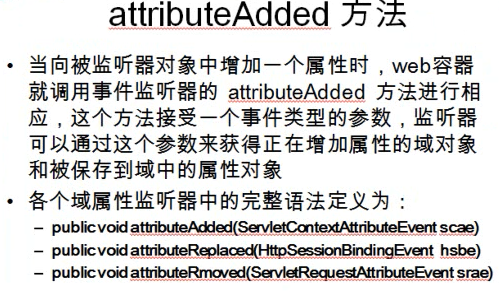 attributeAdded 方法
• 当向被监听器对象中增加一个属性时，web容器
就调用事件监听器的 attributeAdded 方法进行相
应，这个方法接受一个事件类型的参数，监听器
可以通过这个参数来获得正在增加属性的域对象
和被保存到域中的属性对象
• 各个域属性监听器中的完整语法定义为：
– public void attributeAdded(ServletContextAttributeEvent scae)
– public void attributeReplaced(HttpSessionBindingEvent hsbe)
– public void attributeRmoved(ServletRequestAttributeEvent srae)